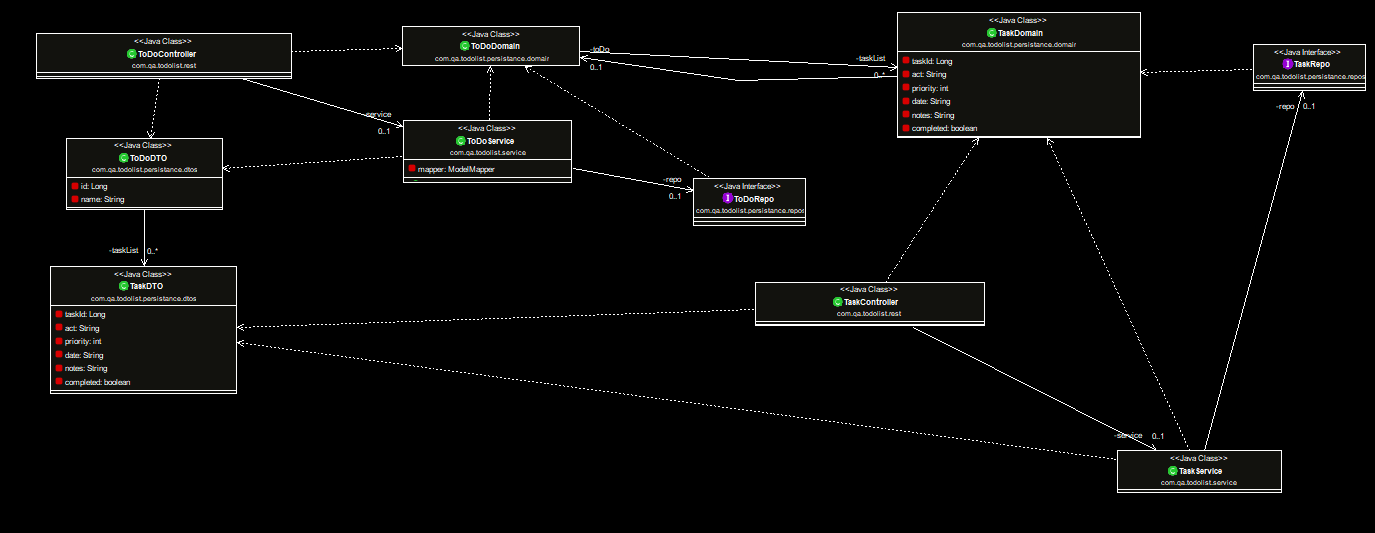 <<Java Class>>
ToDoController
com.qa.todolist.rest
<<Java Class>>
ToDoDomain
com.qa.todolist.persistance.domain
<<Java Class>>
TaskDomain
com.qa.todolist.persistance.domain
taskId: Long
act: String
priority: int
date: String
notes: String
completed: boolean
<<Java Interface>>
TaskRepo
com.qa.todolist.persistance.repos
-toDo
0..1
-taskList
0..*
-repo 0..1
-service
0..1
<<Java Class>>
ToDoService
com.qa.todolist.service
mapper: ModelMapper
<<Java Class>>
ToDoDTO
com.qa.todolist.persistance.dtos
id: Long
name: String
-repo
0..1
<<Java Interface>>
ToDoRepo
com.qa.todolist.persistance.repos
-taskList 0..*
<<Java Class>>
TaskDTO
com.qa.todolist.persistance.dtos
taskId: Long
act: String
priority: int
date: String
notes: String
completed: boolean
<<Java Class>>
TaskController
com.qa.todolist.rest
-service 0..1
<<Java Class>>
TaskService
com.qa.todolist.service